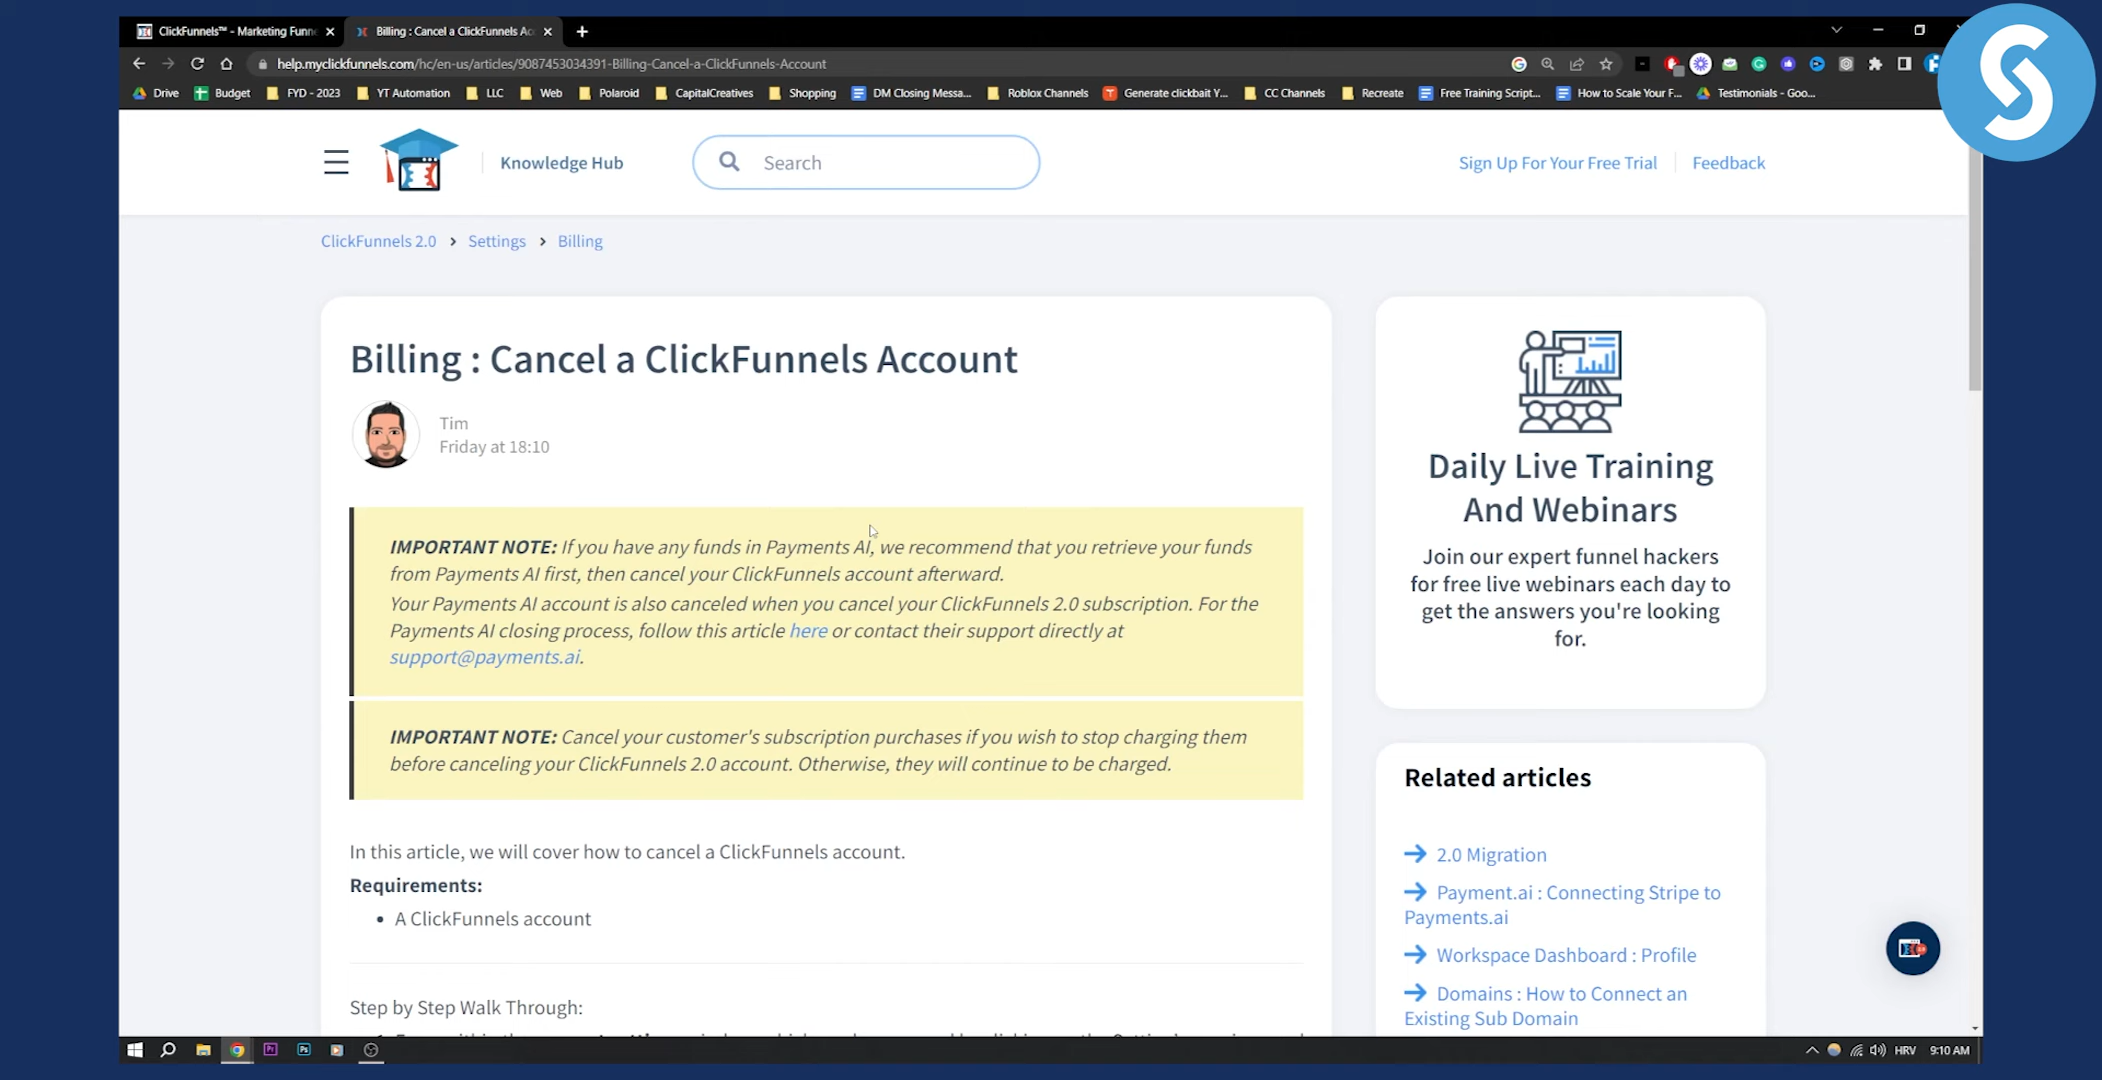 ClickFunnels™ - Marketing Funne
Billing : Cancel a ClickFunnels Ac
help.myclickfunnels.com/hc/en-us/articles/9087453034391-Billing-Cancel-a-ClickFunnels-Account
Drive Budget FYD - 2023 YT Automation LLC Web Polaroid CapitalCreatives Shopping DM Closing Messa... Roblox Channels Generate clickbait Y... CC Channels Recreate Free Training Script... How to Scale Your F... Testimonials - Goo...
Knowledge Hub
Search
Sign Up For Your Free Trial
Feedback
ClickFunnels 2.0 > Settings > Billing
Billing : Cancel a ClickFunnels Account
Tim
Friday at 18:10
IMPORTANT NOTE: If you have any funds in Payments AI, we recommend that you retrieve your funds
from Payments AI first, then cancel your ClickFunnels account afterward.
Your Payments AI account is also canceled when you cancel your ClickFunnels 2.0 subscription. For the
Payments AI closing process, follow this article here or contact their support directly at
support@payments.ai.
IMPORTANT NOTE: Cancel your customer's subscription purchases if you wish to stop charging them
before canceling your ClickFunnels 2.0 account. Otherwise, they will continue to be charged.
In this article, we will cover how to cancel a ClickFunnels account.
Requirements:
• A ClickFunnels account
Step by Step Walk Through:
Daily Live Training
And Webinars
Join our expert funnel hackers
for free live webinars each day to
get the answers you're looking
for.
Related articles
2.0 Migration
Payment.ai : Connecting Stripe to
Payments.ai
Workspace Dashboard : Profile
Domains : How to Connect an
Existing Sub Domain
HRV 9:10 AM